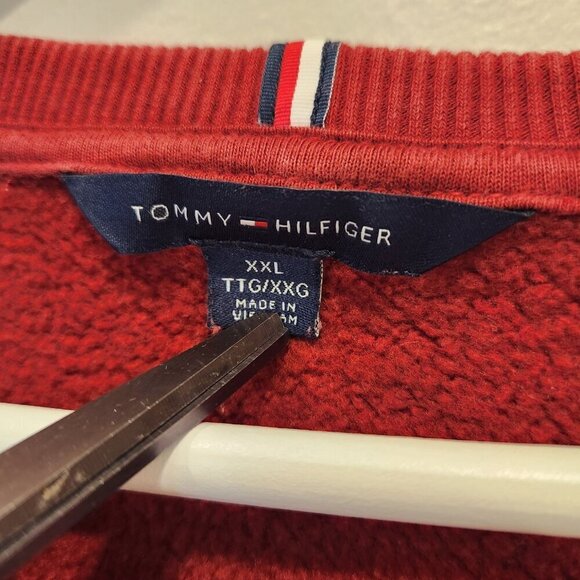 TOMMY HILFIGER
XXL
TTG/XXG
MADE IN